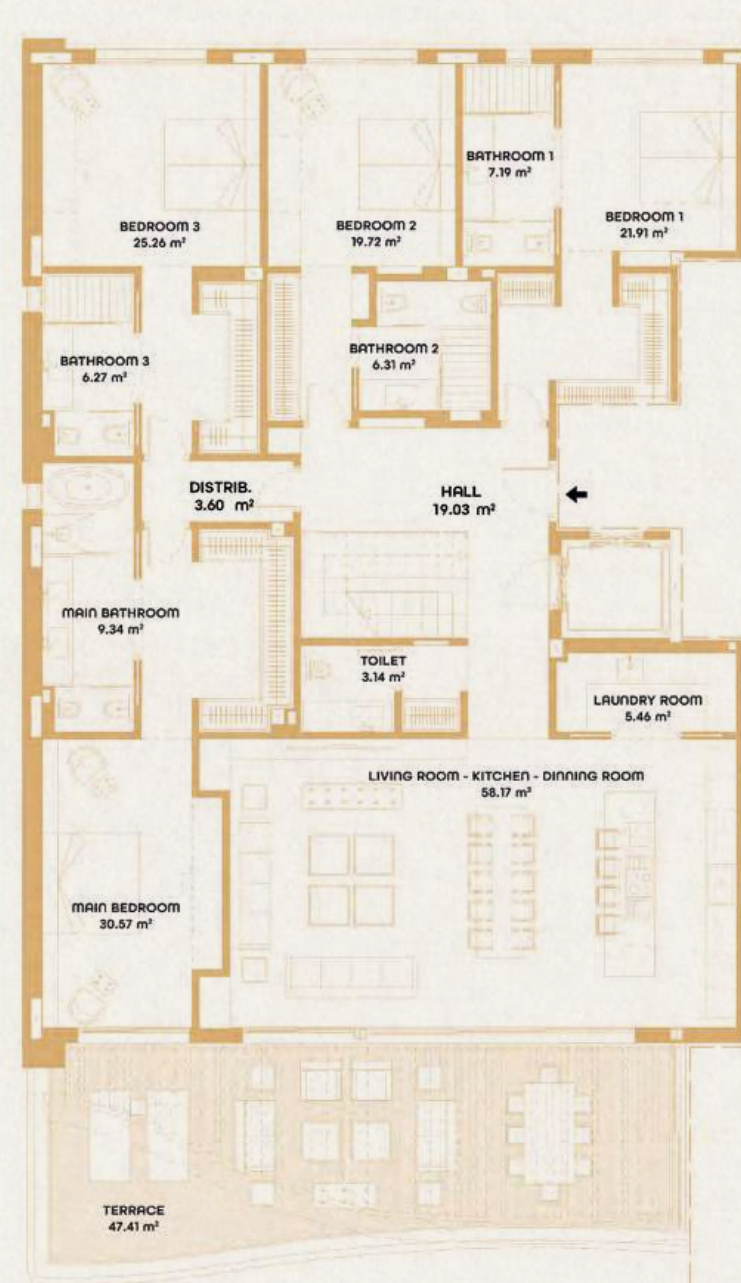 BATHROOM 1
7.19 m²
BEDROOM 3
25.26 m²
BEDROOM 2
19.72 m²
BEDROOM 1
21.91 m²
BATHROOM 3
6.27 m²
BATHROOM 2
6.31 m²
DISTRIB.
3.60 m²
HALL
19.03 m²
MAIN BATHROOM
9.34 m²
TOILET
3.14 m²
LAUNDRY ROOM
5.46 m²
LIVING ROOM - KITCHEN - DINNING ROOM
58.17 m²
MAIN BEDROOM
30.57 m²
TERRACE
47.41 m²